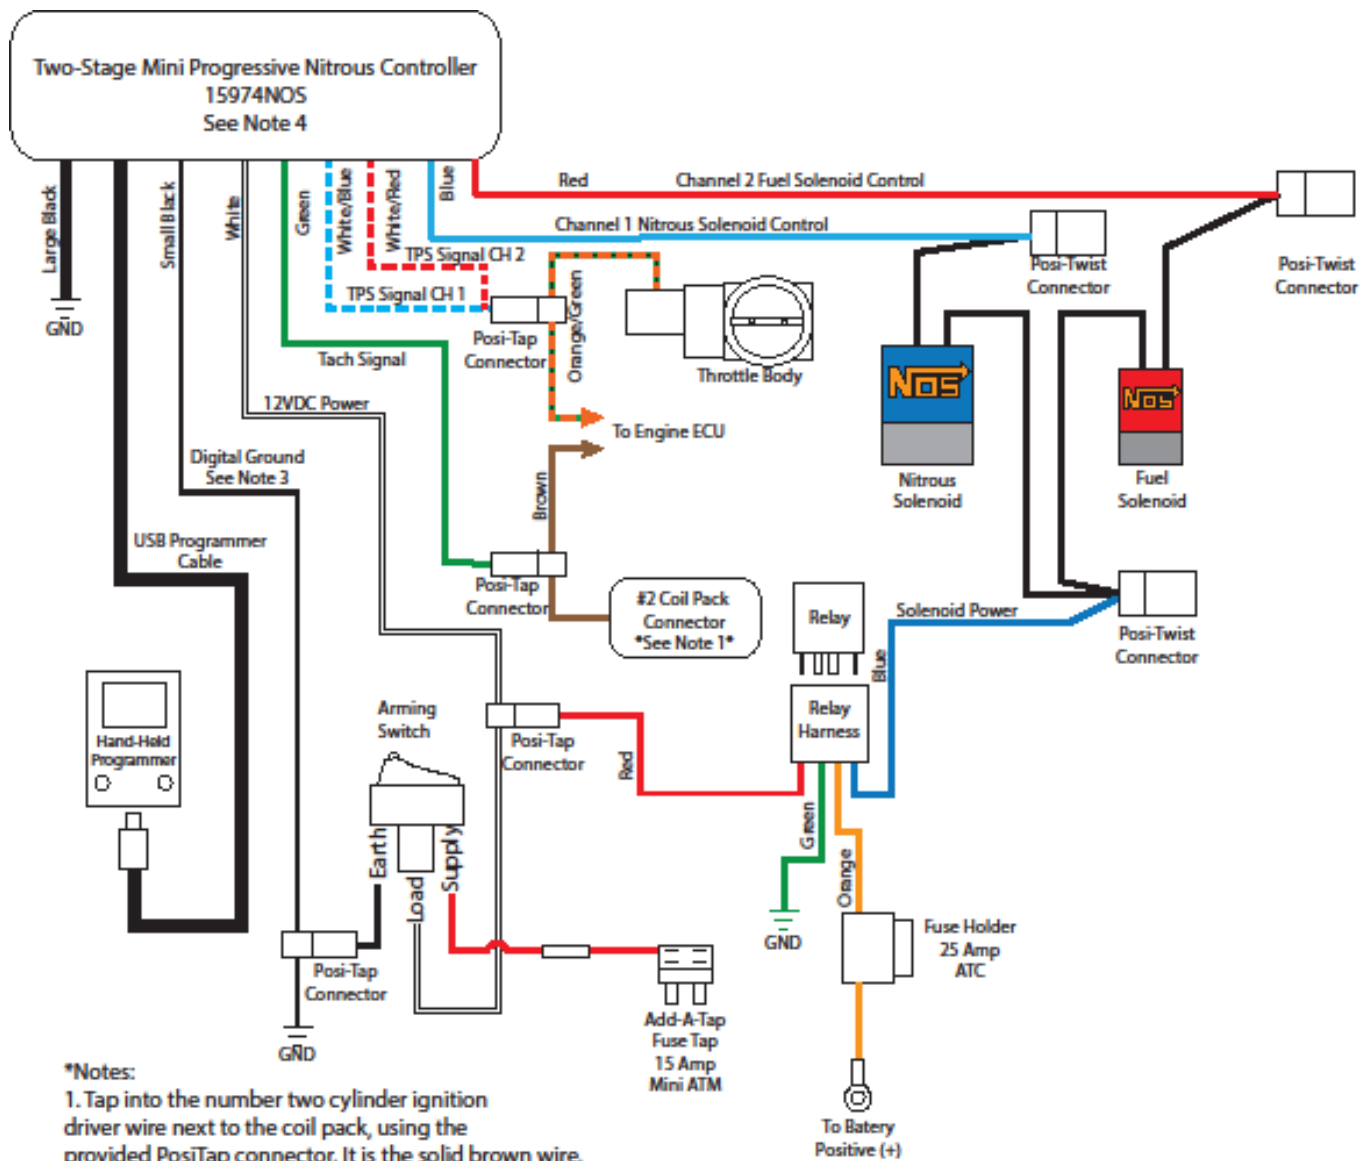 Two-Stage Mini Progressive Nitrous Controller
15974NOS
See Note 4
Large Black
Small Black
White
Green
White/Blue
White/Red
Blue
Red
Channel 2 Fuel Solenoid Control
Channel 1 Nitrous Solenoid Control
TPS Signal CH 2
TPS Signal CH 1
GND
Posi-Twist
Connector
Posi-Twist
Connector
Posi-Tap
Connector
Orange/Green
Throttle Body
Tach Signal
12VDC Power
To Engine ECU
NOS
NOS
Nitrous
Solenoid
Fuel
Solenoid
Digital Ground
See Note 3
Brown
USB Programmer
Cable
Posi-Tap
Connector
#2 Coil Pack
Connector
*See Note 1*
Relay
Solenoid Power
Posi-Twist
Connector
Blue
Arming
Switch
Relay
Harness
Hand-Held
Programmer
Posi-Tap
Connector
Red
Green
Earth
Load
Supply
Orange
GND
Fuse Holder
25 Amp
ATC
Posi-Tap
Connector
GND
Add-A-Tap
Fuse Tap
15 Amp
Mini ATM
*Notes:
1. Tap into the number two cylinder ignition
driver wire next to the coil pack, using the
provided PosiTap connector. It is the solid brown wire.
To Batery
Positive (+)